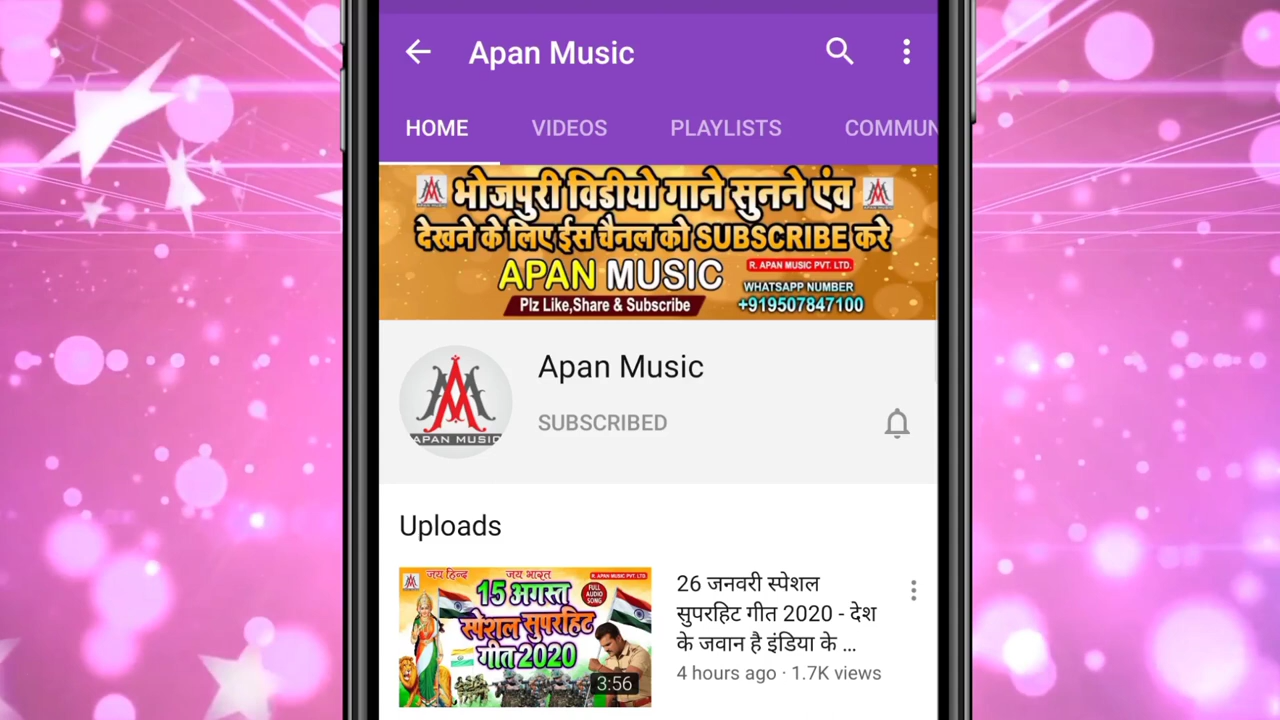 Apan Music
HOME VIDEOS PLAYLISTS COMMUN
भोजपुरी विडीयो गाने सुनने एंव
देखने के लिए ईस चैनल को SUBSCRIBE करे
APAN MUSIC
R. APAN MUSIC PVT. LTD.
WHATSAPP NUMBER
Plz Like,Share & Subscribe
+919507847100
Apan Music
SUBSCRIBED
APAN MUSIC
Uploads
जय हिन्द जय भारत
R. APAN MUSIC PVT. LTD
15 अगस्त
FULL
AUDIO
SONG
स्पेशल सुपरहिट
गीत 2020
3:56
26 जनवरी स्पेशल
सुपरहिट गीत 2020 - देश
के जवान है इंडिया के ...
4 hours ago · 1.7K views